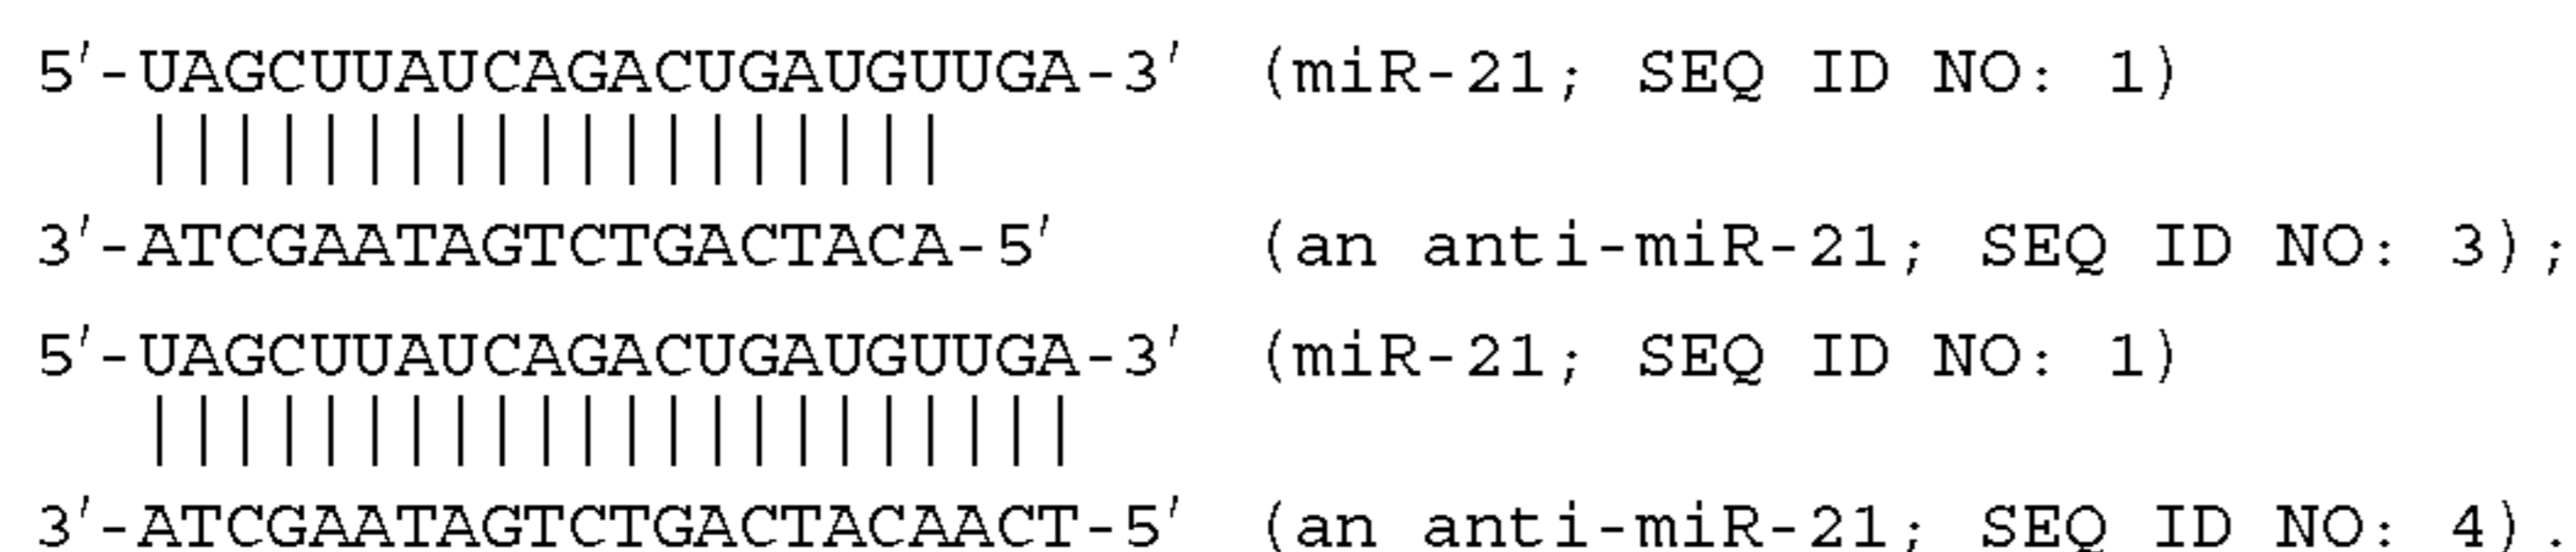 5'-UAGCUUAUCAGACUGAUGUUGA-3' (miR-21; SEQ ID NO: 1)
|||||||||||||||||||
3'-ATCGAATAGTCTGACTACA-5' (an anti-miR-21; SEQ ID NO: 3);
5'-UAGCUUAUCAGACUGAUGUUGA-3' (miR-21; SEQ ID NO: 1)
||||||||||||||||||||||
3'-ATCGAATAGTCTGACTACAACT-5' (an anti-miR-21; SEQ ID NO: 4).